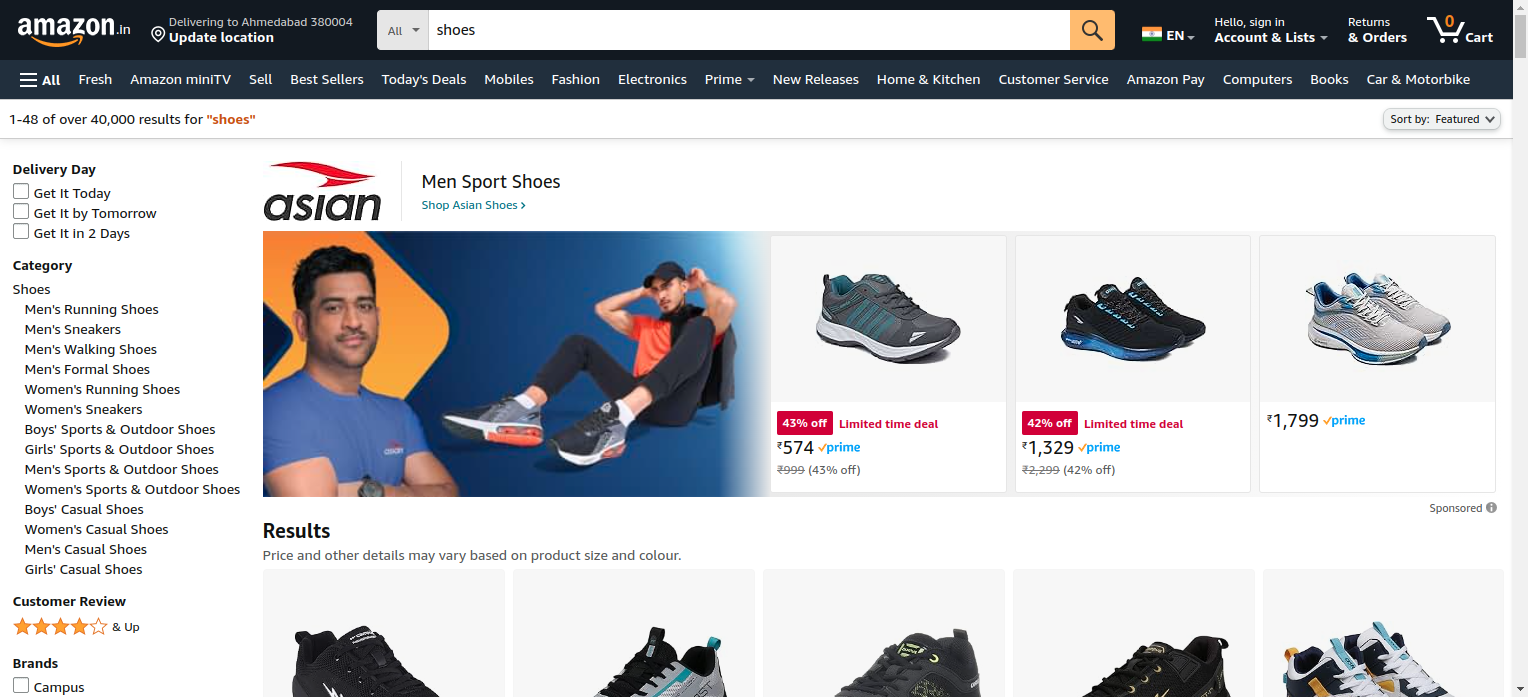 amazon.in
Delivering to Ahmedabad 380004
Update location
All
shoes
EN
Hello, sign in
Account & Lists
Returns
& Orders
0
Cart
All Fresh Amazon miniTV Sell Best Sellers Today's Deals Mobiles Fashion Electronics Prime New Releases Home & Kitchen Customer Service Amazon Pay Computers Books Car & Motorbike
1-48 of over 40,000 results for "shoes"
Sort by: Featured
Delivery Day
Get It Today
Get It by Tomorrow
Get It in 2 Days
Category
Shoes
Men's Running Shoes
Men's Sneakers
Men's Walking Shoes
Men's Formal Shoes
Women's Running Shoes
Women's Sneakers
Boys' Sports & Outdoor Shoes
Girls' Sports & Outdoor Shoes
Men's Sports & Outdoor Shoes
Women's Sports & Outdoor Shoes
Boys' Casual Shoes
Women's Casual Shoes
Men's Casual Shoes
Girls' Casual Shoes
Customer Review
& Up
Brands
Campus
asian
Men Sport Shoes
Shop Asian Shoes ›
asian
43% off Limited time deal
₹574 prime
₹999 (43% off)
42% off Limited time deal
₹1,329 prime
₹2,299 (42% off)
₹1,799 prime
Sponsored
Results
Price and other details may vary based on product size and colour.